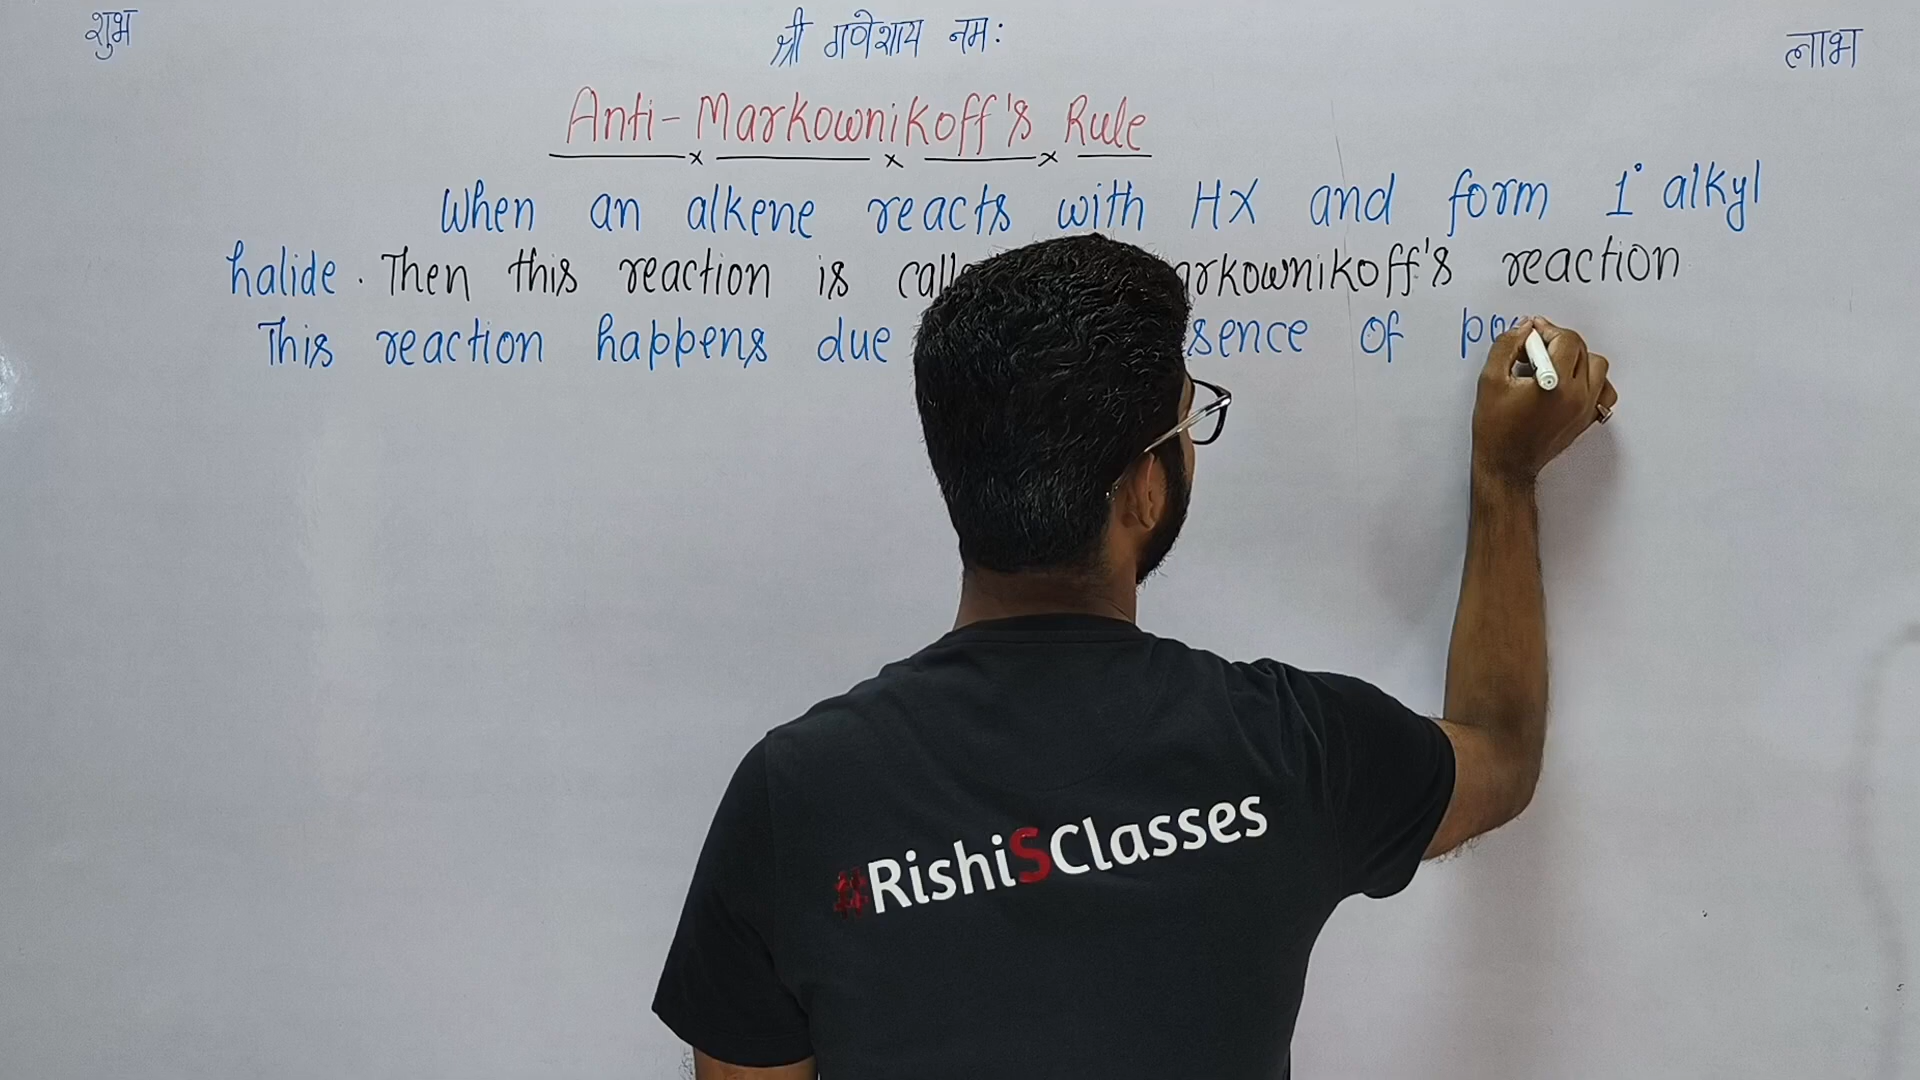 शुभ श्री गणेशाय नमः लाभ
Anti-Markownikoff's Rule
When an alkene reacts with HX and form 1° alkyl
halide. Then this reaction is arkownikoff's reaction
This reaction happens due sence of
#RishiSClasses